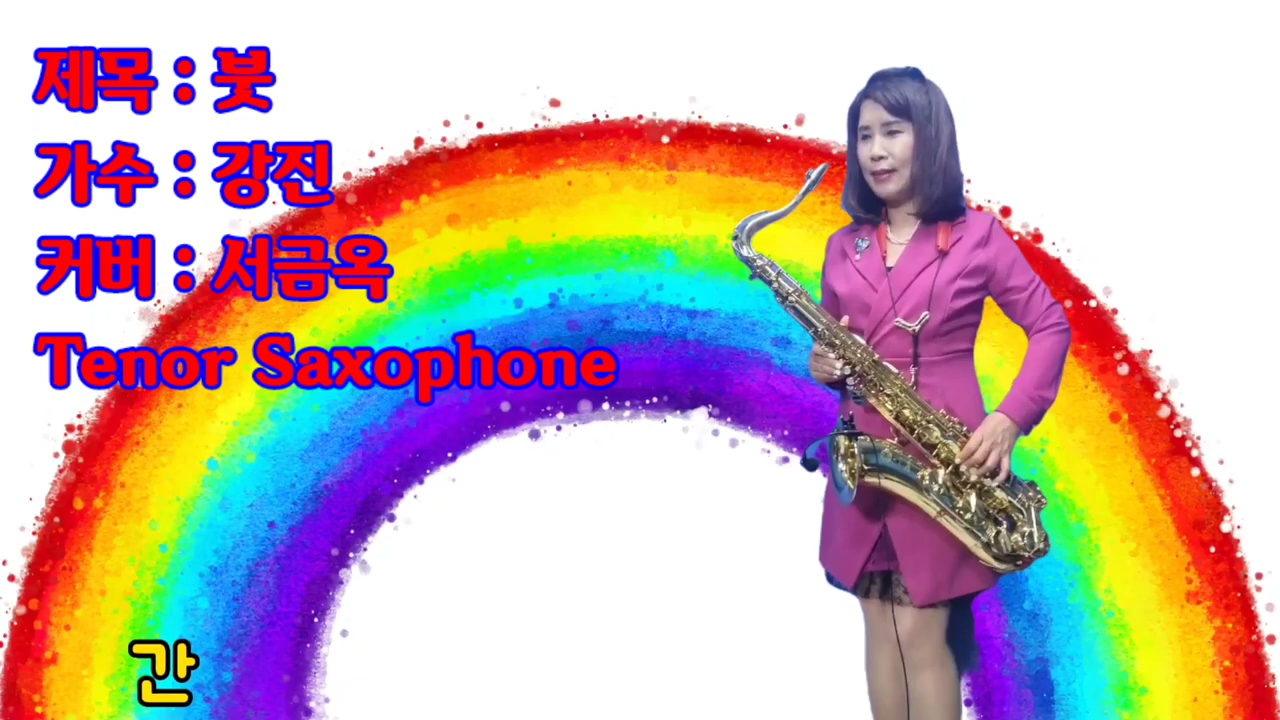 제목 : 붓
가수 : 강진
커버 : 서금옥
Tenor Saxophone
간